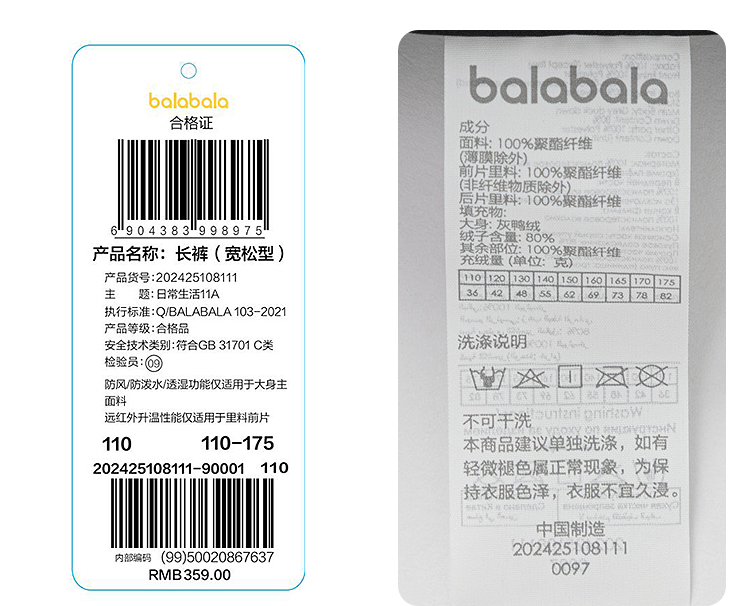 balabala
合格证
6904383998975
产品名称：长裤（宽松型）
产品货号：202425108111
主 题：日常生活11A
执行标准：Q/BALABALA 103-2021
产品等级：合格品
安全技术类别：符合GB 31701 C类
检验员：09
防风/防泼水/透湿功能仅适用于大身主
面料
远红外升温性能仅适用于里料前片
110 110-175
202425108111-90001 110
内部编码 (99)50020867637
RMB359.00
balabala
成分
面料: 100%聚酯纤维
(薄膜除外)
前片里料: 100%聚酯纤维
(非纤维物质除外)
后片里料: 100%聚酯纤维
填充物:
大身: 灰鸭绒
绒子含量: 80%
其余部位: 100%聚酯纤维
充绒量 (单位: 克)
110 120 130 140 150 160 165 170 175
36 42 48 55 62 69 73 78 82
洗涤说明
不可干洗
本商品建议单独洗涤，如有
轻微褪色属正常现象，为保
持衣服色泽，衣服不宜久浸。
中国制造
202425108111
0097